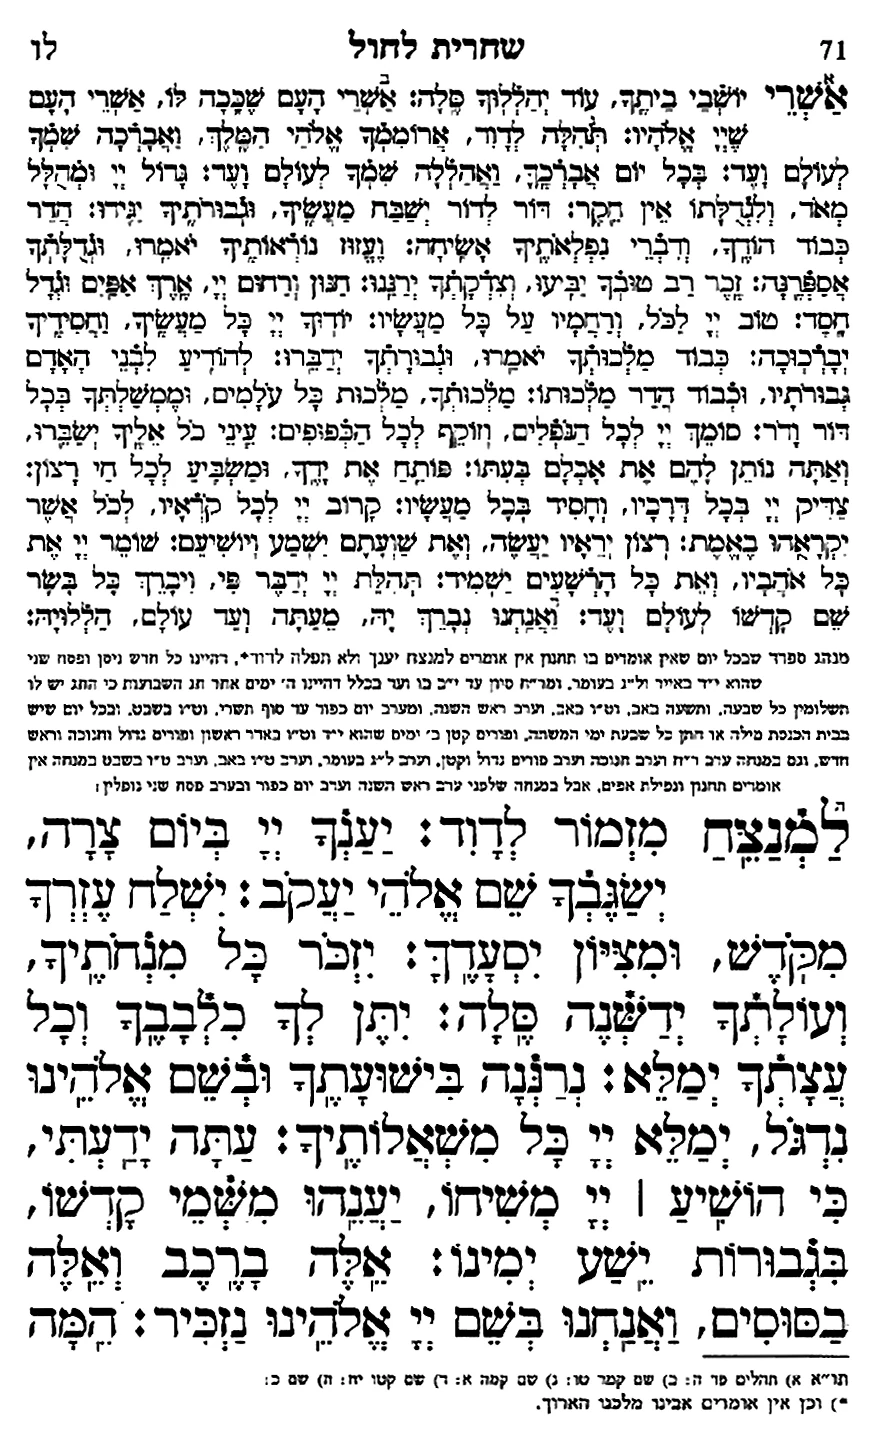 71 שחרית לחול לו
אַשְׁרֵי יוֹשְׁבֵי בֵיתֶךָ, עוֹד יְהַלְלוּךָ סֶּלָה: אַשְׁרֵי הָעָם שֶׁכָּכָה לּוֹ, אַשְׁרֵי הָעָם
שֶׁיְיָ אֱלֹהָיו: תְּהִלָּה לְדָוִד, אֲרוֹמִמְךָ אֱלֹהַי הַמֶּלֶךְ, וַאֲבָרְכָה שִׁמְךָ
לְעוֹלָם וָעֶד: בְּכָל יוֹם אֲבָרְכֶךָּ, וַאֲהַלְלָה שִׁמְךָ לְעוֹלָם וָעֶד: גָּדוֹל יְיָ וּמְהֻלָּל
מְאֹד, וְלִגְדֻלָּתוֹ אֵין חֵקֶר: דּוֹר לְדוֹר יְשַׁבַּח מַעֲשֶׂיךָ, וּגְבוּרֹתֶיךָ יַגִּידוּ: הֲדַר
כְּבוֹד הוֹדֶךָ, וְדִבְרֵי נִפְלְאֹתֶיךָ אָשִׂיחָה: וֶעֱזוּז נוֹרְאוֹתֶיךָ יֹאמֵרוּ, וּגְדֻלָּתְךָ
אֲסַפְּרֶנָּה: זֵכֶר רַב טוּבְךָ יַבִּיעוּ, וְצִדְקָתְךָ יְרַנֵּנוּ: חַנּוּן וְרַחוּם יְיָ, אֶרֶךְ אַפַּיִם וּגְדָל
חָסֶד: טוֹב יְיָ לַכֹּל, וְרַחֲמָיו עַל כָּל מַעֲשָׂיו: יוֹדוּךָ יְיָ כָּל מַעֲשֶׂיךָ, וַחֲסִידֶיךָ
יְבָרְכוּכָה: כְּבוֹד מַלְכוּתְךָ יֹאמֵרוּ, וּגְבוּרָתְךָ יְדַבֵּרוּ: לְהוֹדִיעַ לִבְנֵי הָאָדָם
גְּבוּרֹתָיו, וּכְבוֹד הֲדַר מַלְכוּתוֹ: מַלְכוּתְךָ, מַלְכוּת כָּל עֹלָמִים, וּמֶמְשַׁלְתְּךָ בְּכָל
דּוֹר וָדֹר: סוֹמֵךְ יְיָ לְכָל הַנֹּפְלִים, וְזוֹקֵף לְכָל הַכְּפוּפִים: עֵינֵי כֹל אֵלֶיךָ יְשַׂבֵּרוּ,
וְאַתָּה נוֹתֵן לָהֶם אֶת אָכְלָם בְּעִתּוֹ: פּוֹתֵחַ אֶת יָדֶךָ, וּמַשְׂבִּיעַ לְכָל חַי רָצוֹן:
צַדִּיק יְיָ בְּכָל דְּרָכָיו, וְחָסִיד בְּכָל מַעֲשָׂיו: קָרוֹב יְיָ לְכָל קֹרְאָיו, לְכֹל אֲשֶׁר
יִקְרָאֻהוּ בֶאֱמֶת: רְצוֹן יְרֵאָיו יַעֲשֶׂה, וְאֶת שַׁוְעָתָם יִשְׁמַע וְיוֹשִׁיעֵם: שׁוֹמֵר יְיָ אֶת
כָּל אֹהֲבָיו, וְאֵת כָּל הָרְשָׁעִים יַשְׁמִיד: תְּהִלַּת יְיָ יְדַבֶּר פִּי, וִיבָרֵךְ כָּל בָּשָׂר
שֵׁם קָדְשׁוֹ לְעוֹלָם וָעֶד: וַאֲנַחְנוּ נְבָרֵךְ יָהּ, מֵעַתָּה וְעַד עוֹלָם, הַלְלוּיָהּ:
מנהג ספרד שבכל יום שאין אומרים בו תחנון אין אומרים למנצח יענך ולא תפלה לדוד*, דהיינו כל חדש ניסן ופסח שני
שהוא י״ד באייר ול״ג בעומר, ומר״ח סיון עד י״ב בו ועד בכלל דהיינו ה׳ ימים אחר חג השבועות כי החג יש לו
תשלומין כל שבעה, ותשעה באב, וט״ו באב, וערב ראש השנה, ומערב יום כפור עד סוף תשרי, וט״ו בשבט, ובכל יום שיש
בבית הכנסת מילה או חתן כל שבעת ימי המשתה, ופורים קטן ב׳ ימים שהוא י״ד וט״ו באדר ראשון ופורים גדול וחנוכה וראש
חדש, וגם במנחה ערב ר״ח וערב חנוכה וערב פורים גדול וקטן, וערב ל״ג בעומר, וערב ט״ו באב, וערב ט״ו בשבט במנחה אין
אומרים תחנון ונפילת אפים, אבל במנחה שלפני ערב ראש השנה וערב יום כפור ובערב פסח שני נופלין:
לַמְנַצֵּחַ מִזְמוֹר לְדָוִד: יַעַנְךָ יְיָ בְּיוֹם צָרָה,
יְשַׂגֶּבְךָ שֵׁם אֱלֹהֵי יַעֲקֹב: יִשְׁלַח עֶזְרְךָ
מִקֹּדֶשׁ, וּמִצִּיּוֹן יִסְעָדֶךָּ: יִזְכֹּר כָּל מִנְחֹתֶיךָ,
וְעוֹלָתְךָ יְדַשְּׁנֶה סֶּלָה: יִתֶּן לְךָ כִלְבָבֶךָ וְכָל
עֲצָתְךָ יְמַלֵּא: נְרַנְּנָה בִּישׁוּעָתֶךָ וּבְשֵׁם אֱלֹהֵינוּ
נִדְגֹּל, יְמַלֵּא יְיָ כָּל מִשְׁאֲלוֹתֶיךָ: עַתָּה יָדַעְתִּי,
כִּי הוֹשִׁיעַ | יְיָ מְשִׁיחוֹ, יַעֲנֵהוּ מִשְּׁמֵי קָדְשׁוֹ,
בִּגְבוּרוֹת יֵשַׁע יְמִינוֹ: אֵלֶּה בָרֶכֶב וְאֵלֶּה
בַסּוּסִים, וַאֲנַחְנוּ בְּשֵׁם יְיָ אֱלֹהֵינוּ נַזְכִּיר: הֵמָּה
תו״א א) תהלים פד ה: ב) שם קמד טו: ג) שם קמה א: ד) שם קטו יח: ה) שם כ:
*) וכן אין אומרים אבינו מלכנו הארוך.